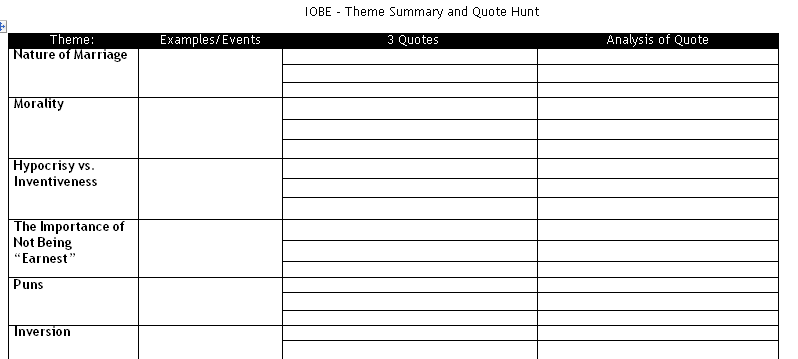 IOBE - Theme Summary and Quote Hunt
Theme: Examples/Events 3 Quotes Analysis of Quote
Nature of Marriage
Morality
Hypocrisy vs.
Inventiveness
The Importance of
Not Being
“Earnest”
Puns
Inversion